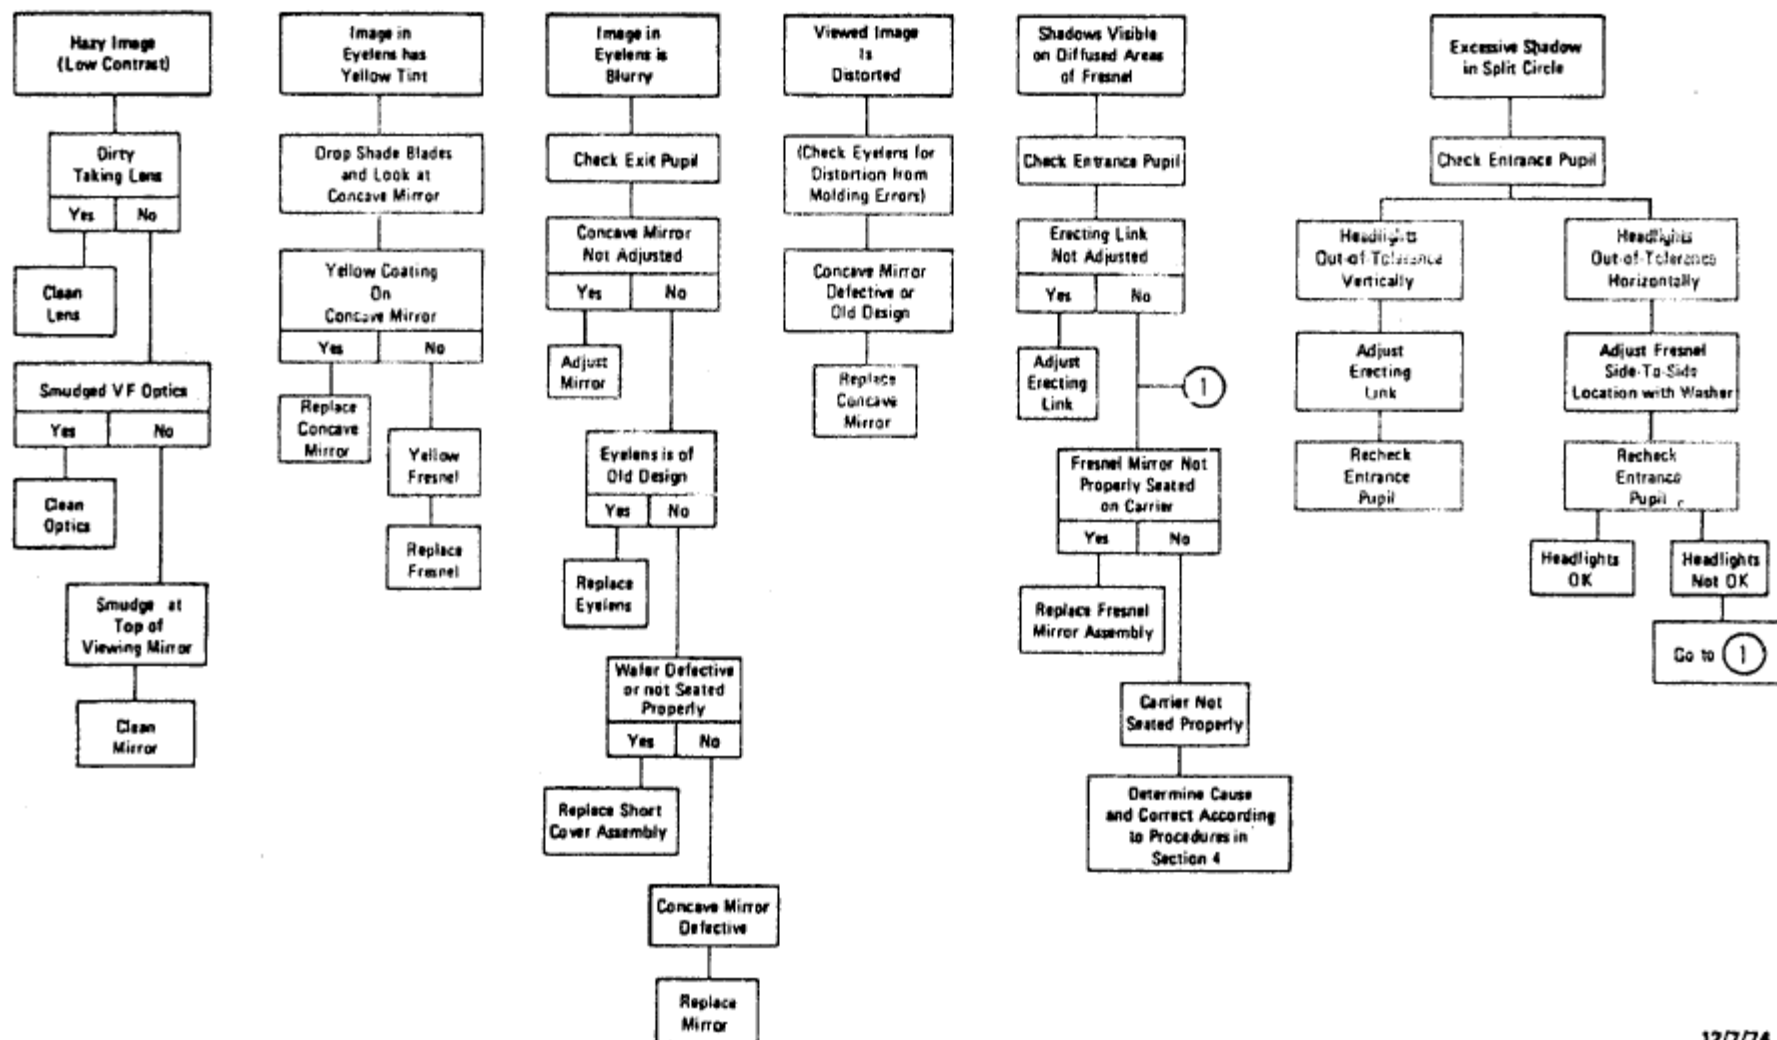 Hazy Image
(Low Contrast)
Dirty
Taking Lens
Yes
No
Clean
Lens
Smudged VF Optics
Yes
No
Clean
Optics
Smudge at
Top of
Viewing Mirror
Clean
Mirror
Image in
Eyelens has
Yellow Tint
Drop Shade Blades
and Look at
Concave Mirror
Yellow Coating
On
Concave Mirror
Yes
No
Replace
Concave
Mirror
Yellow
Fresnel
Replace
Fresnel
Image in
Eyelens is
Blurry
Check Exit Pupil
Concave Mirror
Not Adjusted
Yes
No
Adjust
Mirror
Eyelens is of
Old Design
Yes
No
Replace
Eyelens
Wafer Defective
or not Seated
Properly
Yes
No
Replace Short
Cover Assembly
Concave Mirror
Defective
Replace
Mirror
Viewed Image
Is
Distorted
(Check Eyelens for
Distortion from
Molding Errors)
Concave Mirror
Defective or
Old Design
Replace
Concave
Mirror
Shadows Visible
on Diffused Areas
of Fresnel
Check Entrance Pupil
Erecting Link
Not Adjusted
Yes
No
Adjust
Erecting
Link
1
Fresnel Mirror Not
Properly Seated
on Carrier
Yes
No
Replace Fresnel
Mirror Assembly
Carrier Not
Seated Properly
Determine Cause
and Correct According
to Procedures in
Section 4
Excessive Shadow
in Split Circle
Check Entrance Pupil
Headlights
Out-of-Tolerance
Vertically
Adjust
Erecting
Link
Recheck
Entrance
Pupil
Headlights
Out-of-Tolerance
Horizontally
Adjust Fresnel
Side-To-Side
Location with Washer
Recheck
Entrance
Pupil
Headlights
OK
Headlights
Not OK
Go to 1
12/7/74